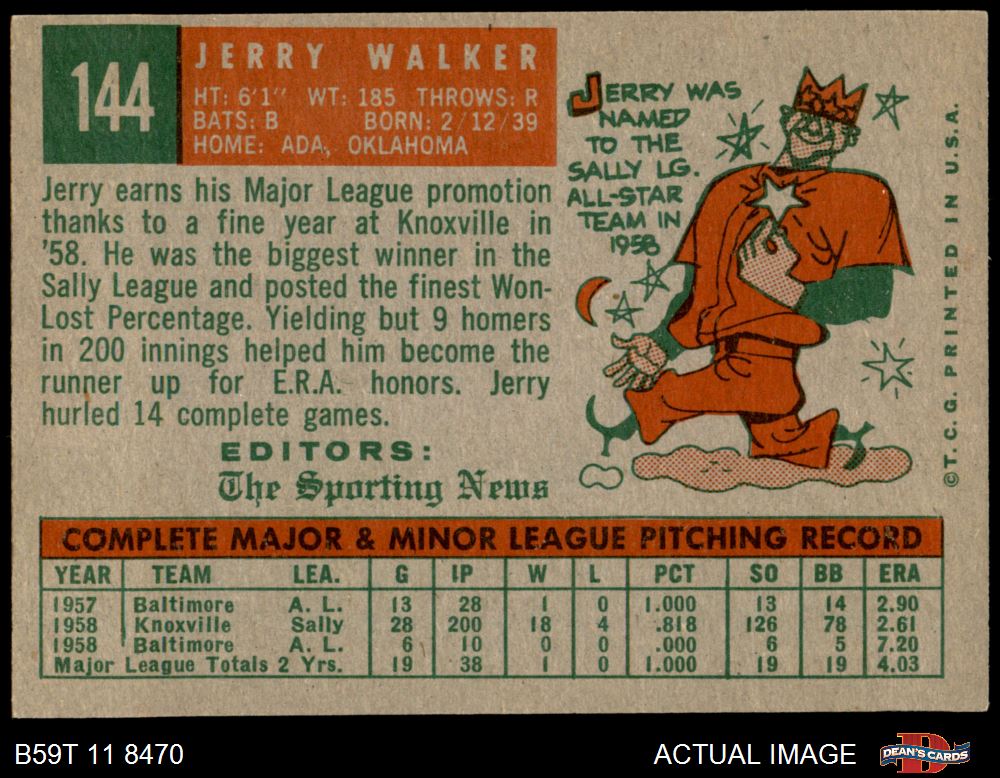 144
JERRY WALKER
HT: 6'1" WT: 185 THROWS: R
BATS: B BORN: 2/12/39
HOME: ADA, OKLAHOMA
Jerry earns his Major League promotion
thanks to a fine year at Knoxville in
'58. He was the biggest winner in the
Sally League and posted the finest Won-
Lost Percentage. Yielding but 9 homers
in 200 innings helped him become the
runner up for E.R.A. honors. Jerry
hurled 14 complete games.
EDITORS:
The Sporting News
JERRY WAS
NAMED
TO THE
SALLY LG.
ALL-STAR
TEAM IN
1958
© T. C. G. PRINTED IN U.S.A.
COMPLETE MAJOR & MINOR LEAGUE PITCHING RECORD
YEAR TEAM LEA. G IP W L PCT SO BB ERA
1957 Baltimore A. L. 13 28 1 0 1.000 13 14 2.90
1958 Knoxville Sally 28 200 18 4 .818 126 78 2.61
1958 Baltimore A. L. 6 10 0 0 .000 6 5 7.20
Major League Totals 2 Yrs. 19 38 1 0 1.000 19 19 4.03
B59T 11 8470
ACTUAL IMAGE
DEAN'S CARDS